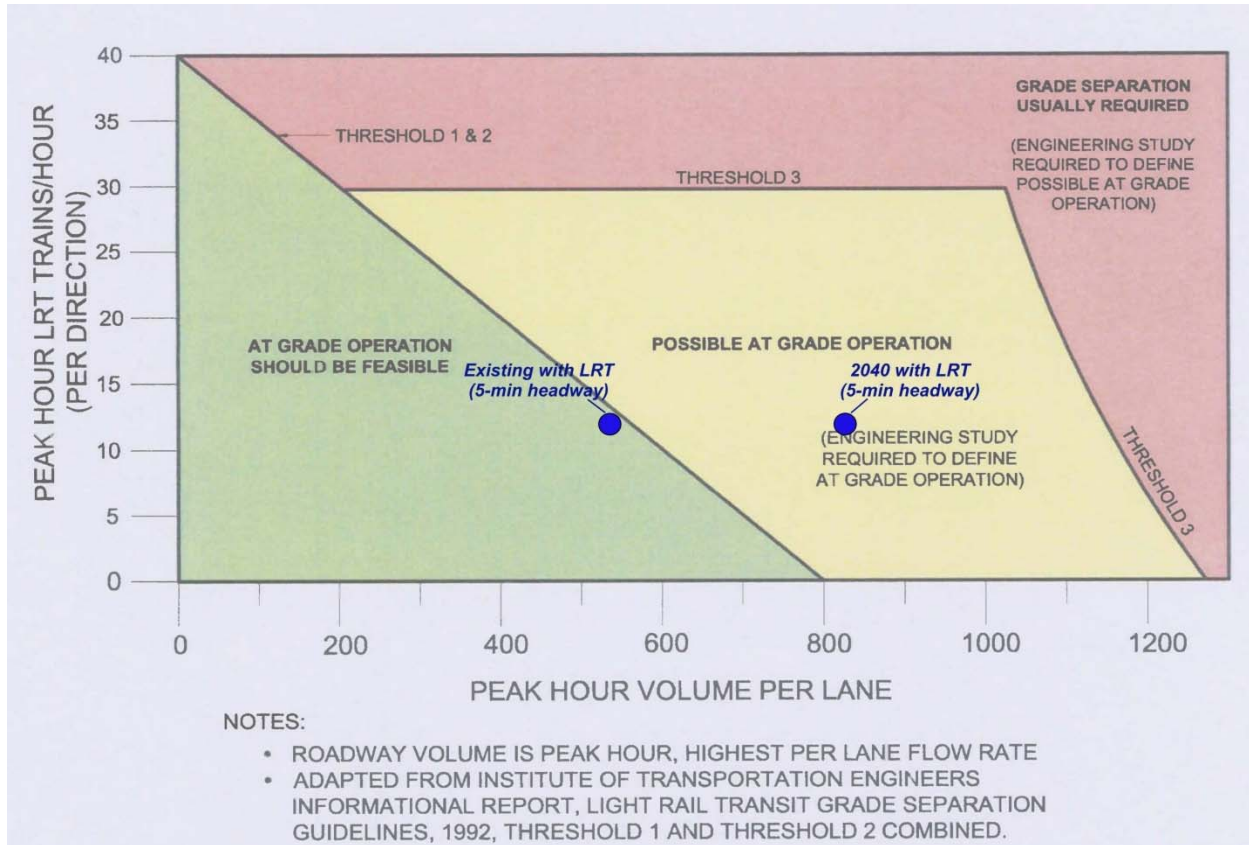 40
35
30
25
20
15
10
5
0
PEAK HOUR LRT TRAINS/HOUR
(PER DIRECTION)
GRADE SEPARATION
USUALLY REQUIRED
(ENGINEERING STUDY
REQUIRED TO DEFINE
POSSIBLE AT GRADE
OPERATION)
THRESHOLD 1 & 2
THRESHOLD 3
AT GRADE OPERATION
SHOULD BE FEASIBLE
Existing with LRT
(5-min headway)
POSSIBLE AT GRADE OPERATION
2040 with LRT
(5-min headway)
(ENGINEERING STUDY
REQUIRED TO DEFINE
AT GRADE OPERATION)
THRESHOLD 3
0
200
400
600
800
1000
1200
PEAK HOUR VOLUME PER LANE
NOTES:
• ROADWAY VOLUME IS PEAK HOUR, HIGHEST PER LANE FLOW RATE
• ADAPTED FROM INSTITUTE OF TRANSPORTATION ENGINEERS
INFORMATIONAL REPORT, LIGHT RAIL TRANSIT GRADE SEPARATION
GUIDELINES, 1992, THRESHOLD 1 AND THRESHOLD 2 COMBINED.